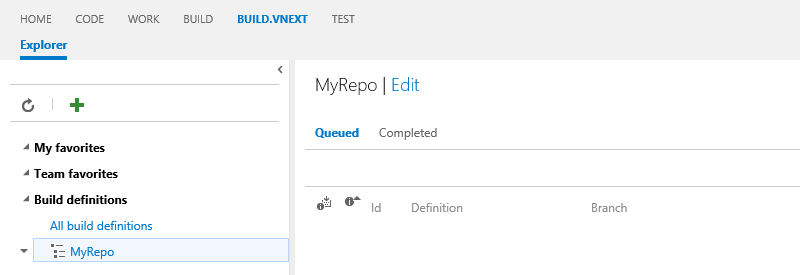 HOME CODE WORK BUILD BUILD.VNEXT TEST
Explorer
MyRepo | Edit
Queued Completed
My favorites
Team favorites
Build definitions
All build definitions
MyRepo
Id Definition Branch